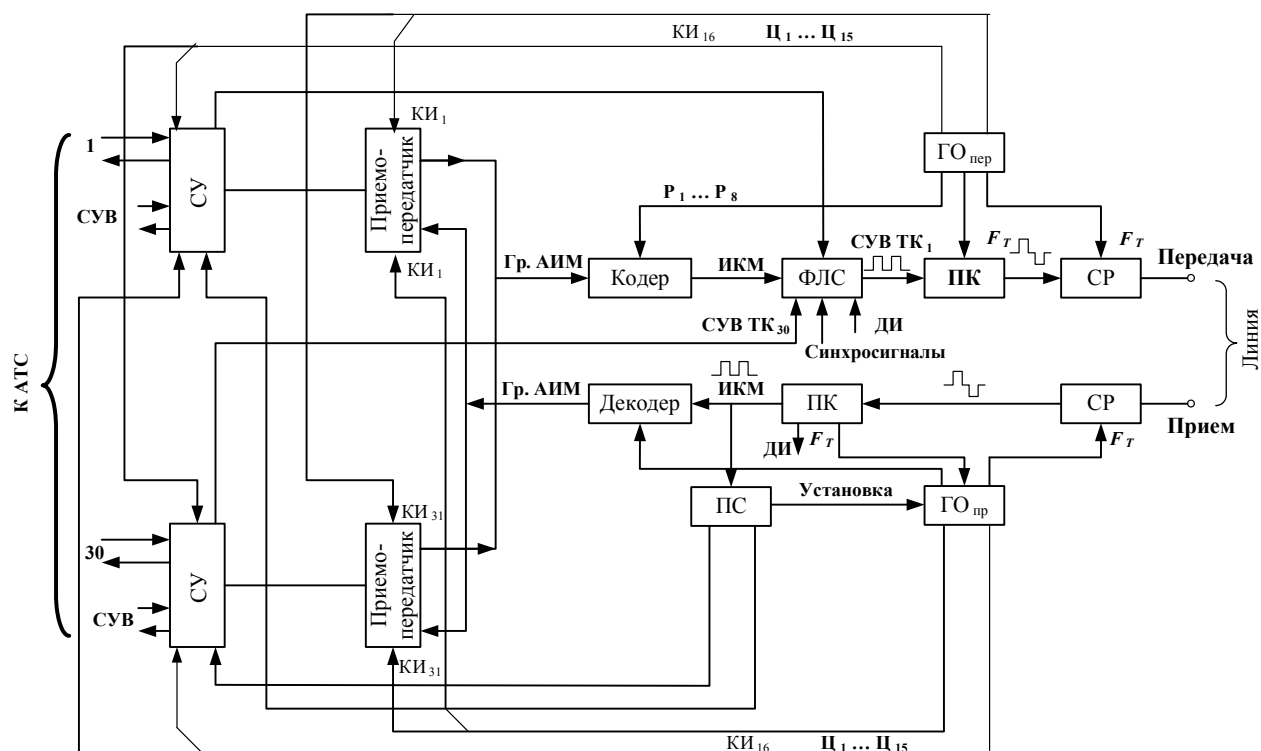 КИ 16 Ц 1 ... Ц 15
КИ 1
1
СУ
Приемо-
передатчик
ГО пер
СУВ
Р 1 ... Р 8
КИ 1
Гр. АИМ
Кодер
ИКМ
ФЛС
СУВ ТК 1
ПК
F T
СР
F T
Передача
СУВ ТК 30
ДИ
Синхросигналы
К АТС
Линия
Гр. АИМ
Декодер
ИКМ
ПК
СР
Прием
ДИ
F T
F T
ПС
Установка
ГО пр
КИ 31
30
СУ
Приемо-
передатчик
СУВ
КИ 31
КИ 16 Ц 1 ... Ц 15